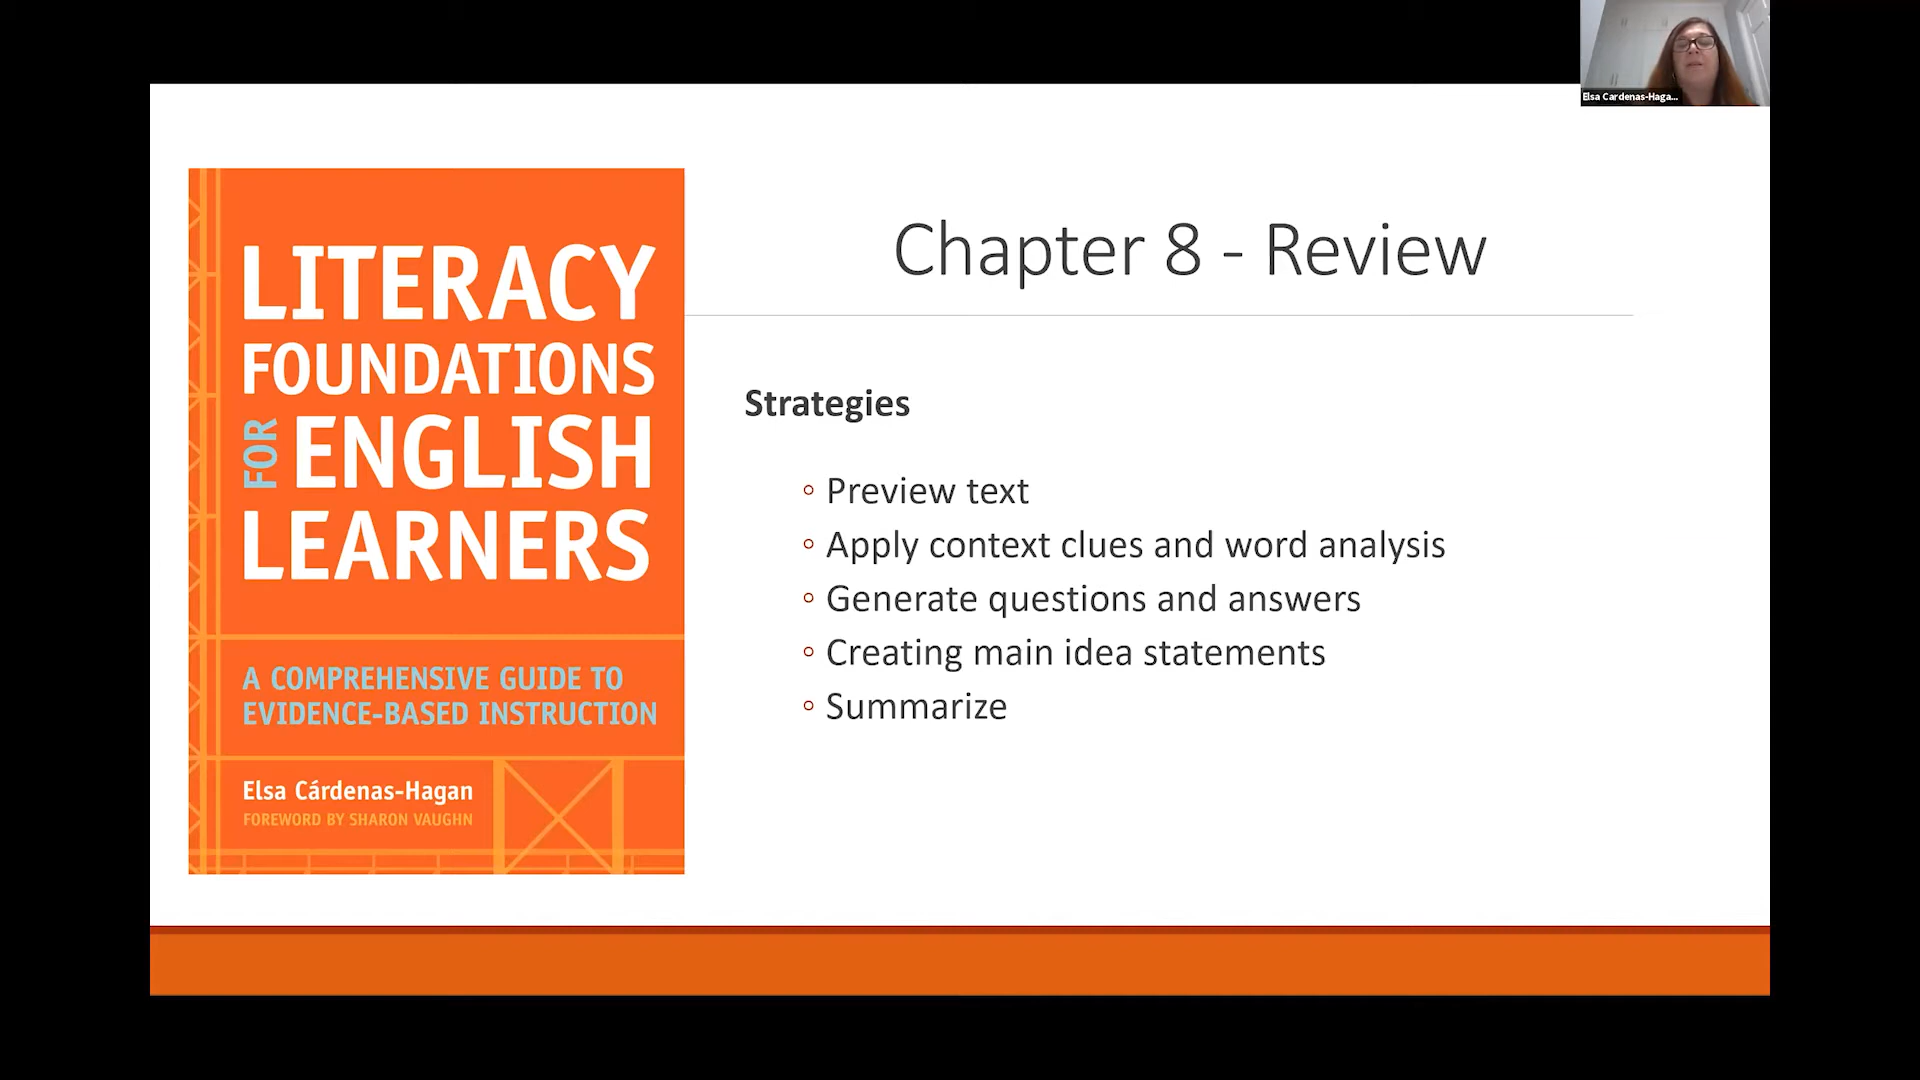 Elsa Cardenas-Haga...
LITERACY
FOUNDATIONS
FOR ENGLISH
LEARNERS
A COMPREHENSIVE GUIDE TO
EVIDENCE-BASED INSTRUCTION
Elsa Cárdenas-Hagan
FOREWORD BY SHARON VAUGHN
Chapter 8 - Review
Strategies
◦ Preview text
◦ Apply context clues and word analysis
◦ Generate questions and answers
◦ Creating main idea statements
◦ Summarize